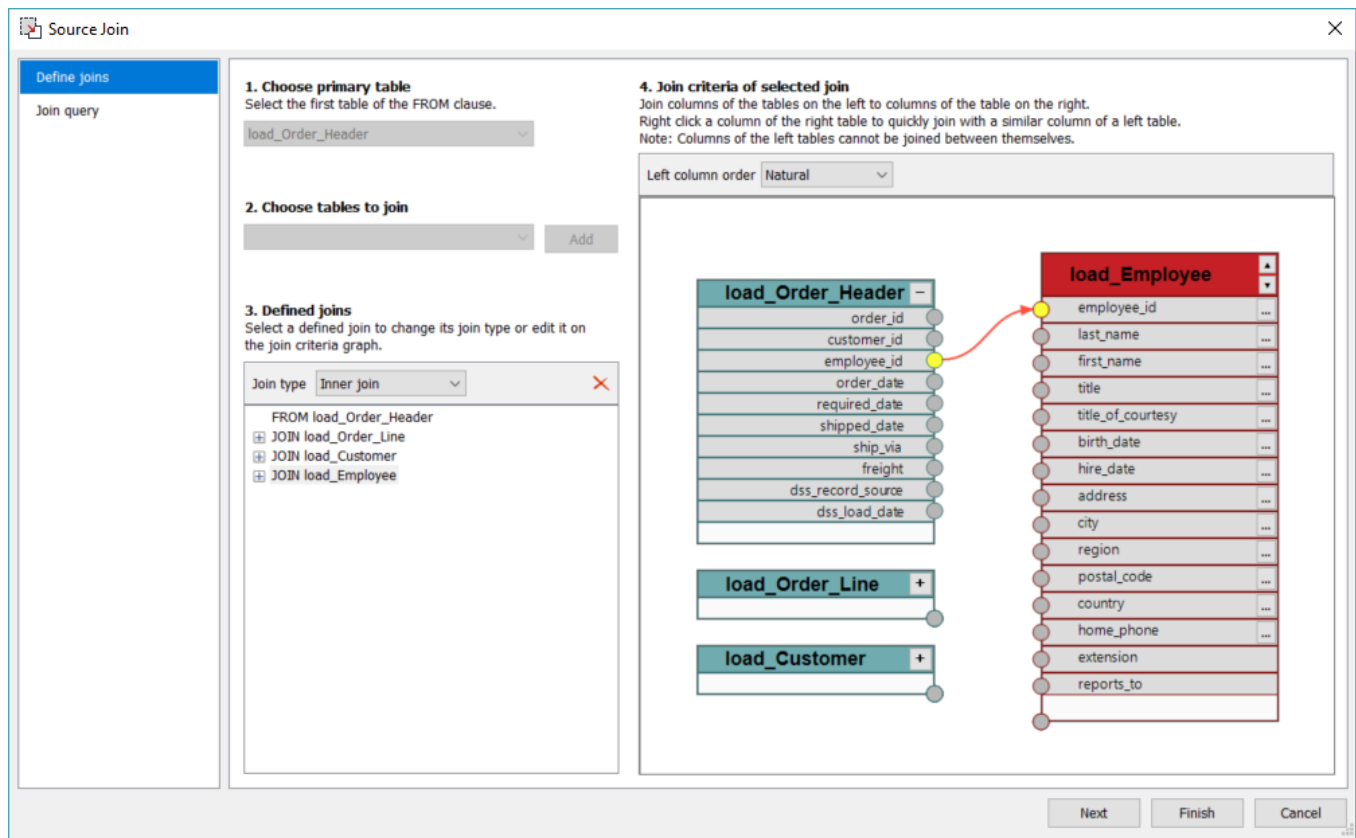 Source Join
Define joins
Join query
1. Choose primary table
Select the first table of the FROM clause.
load_Order_Header
2. Choose tables to join
Add
3. Defined joins
Select a defined join to change its join type or edit it on
the join criteria graph.
Join type Inner join
FROM load_Order_Header
JOIN load_Order_Line
JOIN load_Customer
JOIN load_Employee
4. Join criteria of selected join
Join columns of the tables on the left to columns of the table on the right.
Right click a column of the right table to quickly join with a similar column of a left table.
Note: Columns of the left tables cannot be joined between themselves.
Left column order Natural
load_Order_Header
order_id
customer_id
employee_id
order_date
required_date
shipped_date
ship_via
freight
dss_record_source
dss_load_date
load_Order_Line
load_Customer
load_Employee
employee_id
last_name
first_name
title
title_of_courtesy
birth_date
hire_date
address
city
region
postal_code
country
home_phone
extension
reports_to
Next
Finish
Cancel